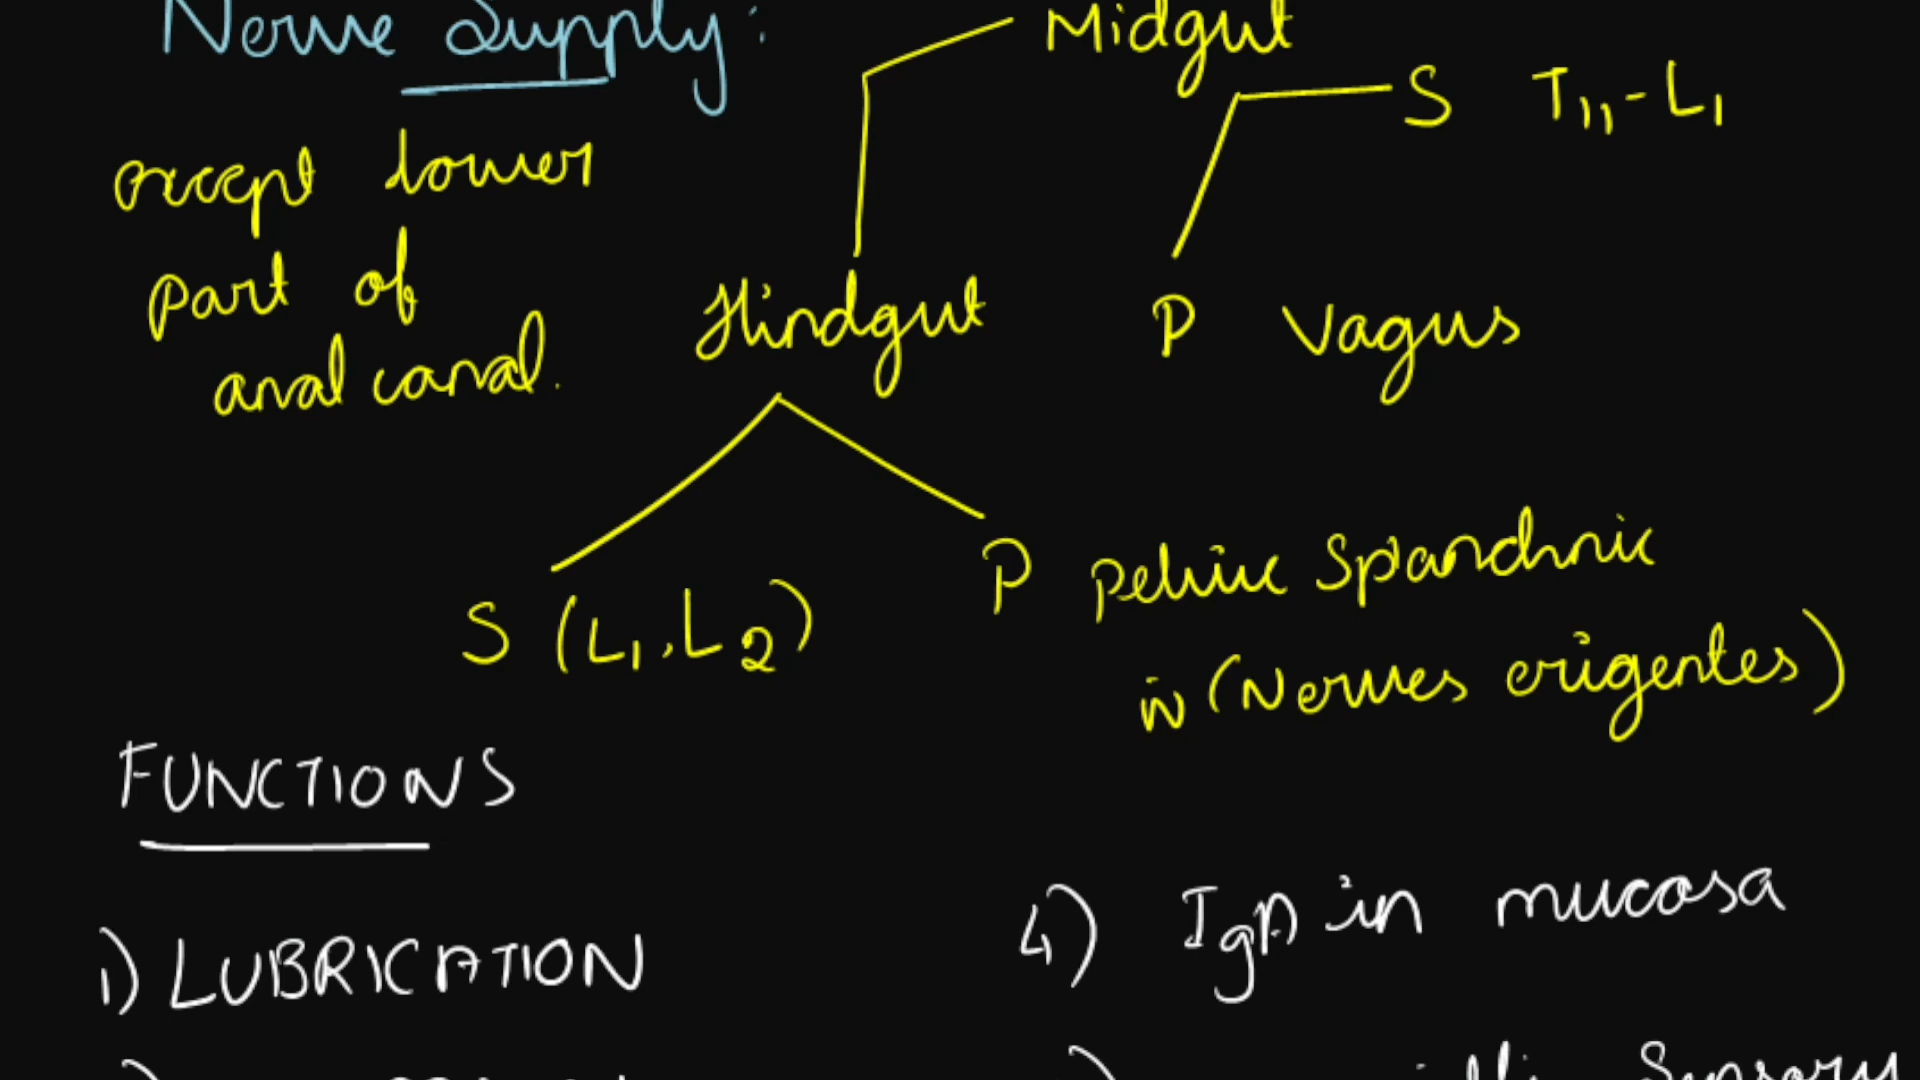 Nerve Supply:
Midgut
S T11-L1
except lower
part of
anal canal.
Hindgut
P Vagus
S (L1, L2)
P Pelvic Splanchnic
N (Nerves erigentes)
FUNCTIONS
1) LUBRICATION
4) IgA in mucosa
Sensory